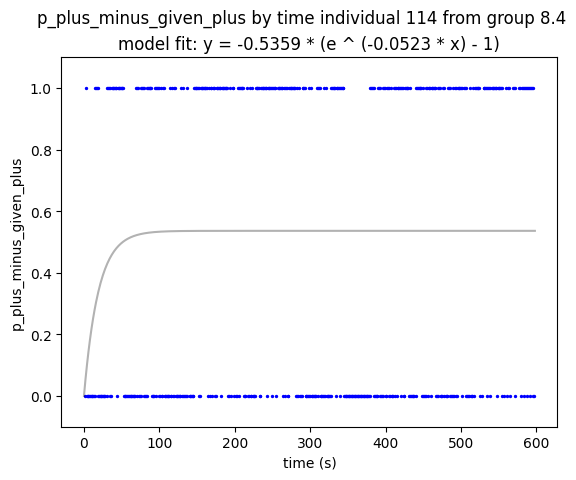 p_plus_minus_given_plus by time individual 114 from group 8.4
model fit: y = -0.5359 * (e ^ (-0.0523 * x) - 1)
1.0
0.8
0.6
0.4
0.2
0.0
p_plus_minus_given_plus
0 100 200 300 400 500 600
time (s)